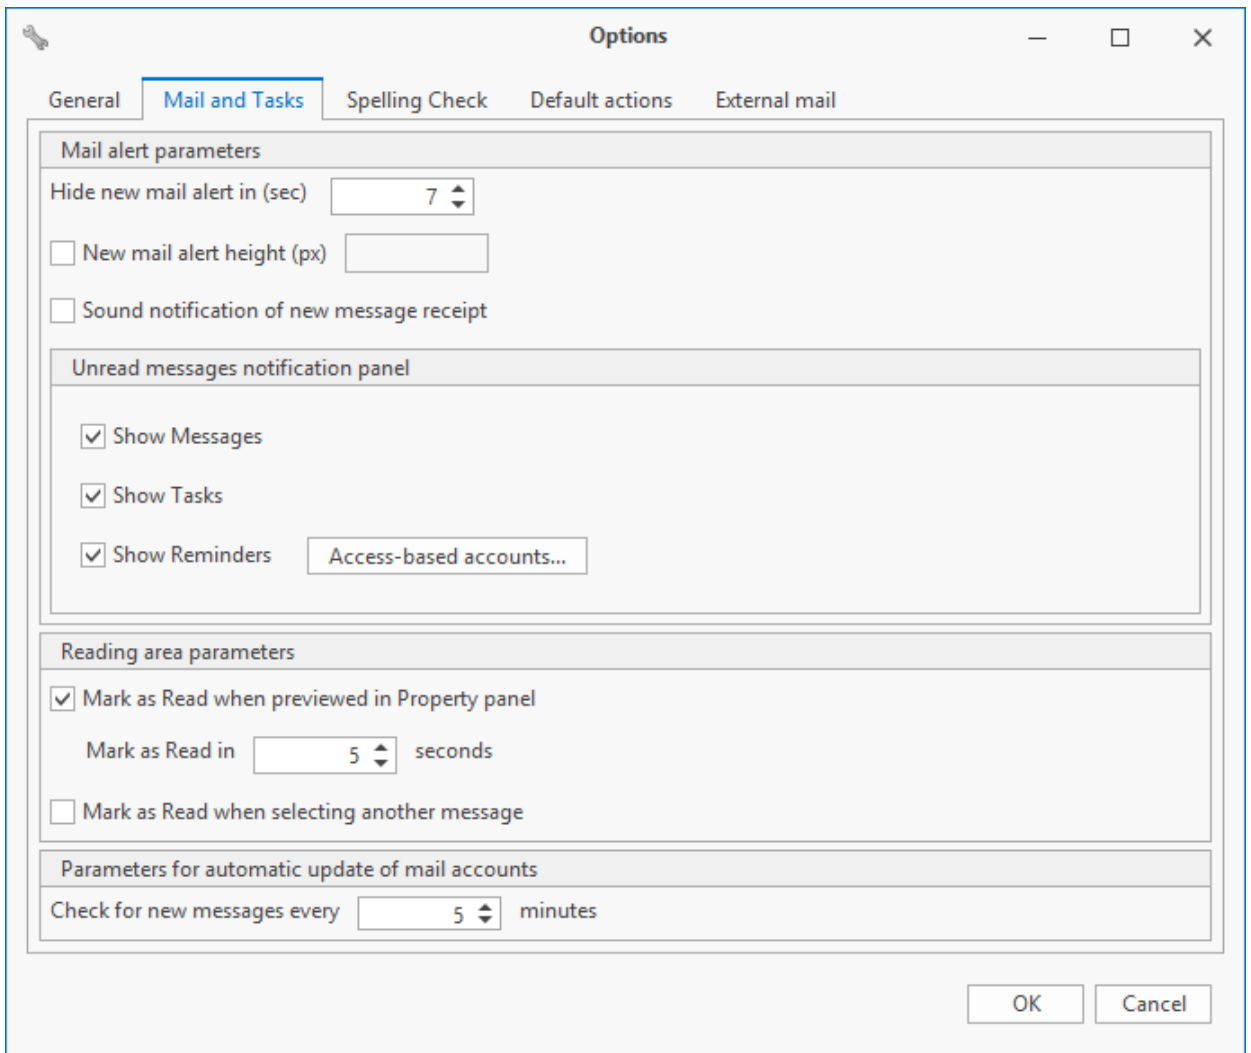 Options
General Mail and Tasks Spelling Check Default actions External mail
Mail alert parameters
Hide new mail alert in (sec) 7
New mail alert height (px)
Sound notification of new message receipt
Unread messages notification panel
Show Messages
Show Tasks
Show Reminders Access-based accounts...
Reading area parameters
Mark as Read when previewed in Property panel
Mark as Read in 5 seconds
Mark as Read when selecting another message
Parameters for automatic update of mail accounts
Check for new messages every 5 minutes
OK Cancel